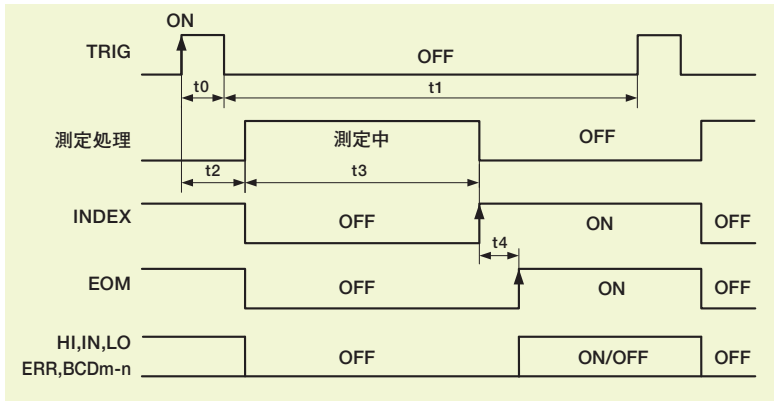 ON
TRIG
OFF
t0
t1
測定処理
測定中
OFF
t2
t3
INDEX
OFF
ON
OFF
t4
EOM
OFF
ON
OFF
HI,IN,LO
ERR,BCDm-n
OFF
ON/OFF
OFF